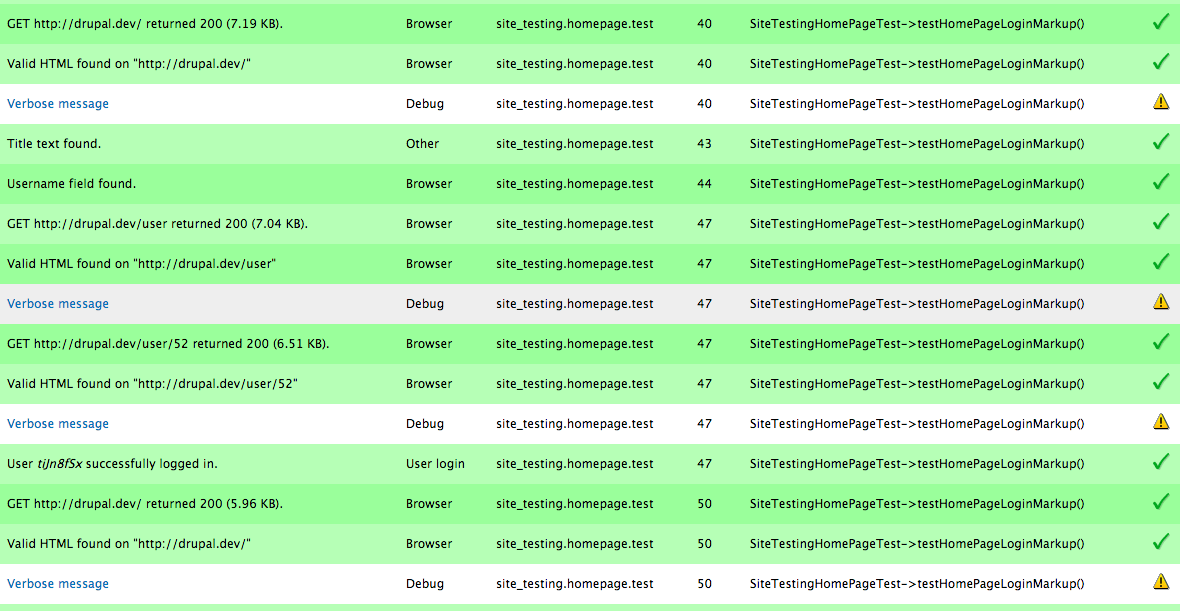 GET http://drupal.dev/ returned 200 (7.19 KB). Browser site_testing.homepage.test 40 SiteTestingHomePageTest->testHomePageLoginMarkup()
Valid HTML found on "http://drupal.dev/" Browser site_testing.homepage.test 40 SiteTestingHomePageTest->testHomePageLoginMarkup()
Verbose message Debug site_testing.homepage.test 40 SiteTestingHomePageTest->testHomePageLoginMarkup()
Title text found. Other site_testing.homepage.test 43 SiteTestingHomePageTest->testHomePageLoginMarkup()
Username field found. Browser site_testing.homepage.test 44 SiteTestingHomePageTest->testHomePageLoginMarkup()
GET http://drupal.dev/user returned 200 (7.04 KB). Browser site_testing.homepage.test 47 SiteTestingHomePageTest->testHomePageLoginMarkup()
Valid HTML found on "http://drupal.dev/user" Browser site_testing.homepage.test 47 SiteTestingHomePageTest->testHomePageLoginMarkup()
Verbose message Debug site_testing.homepage.test 47 SiteTestingHomePageTest->testHomePageLoginMarkup()
GET http://drupal.dev/user/52 returned 200 (6.51 KB). Browser site_testing.homepage.test 47 SiteTestingHomePageTest->testHomePageLoginMarkup()
Valid HTML found on "http://drupal.dev/user/52" Browser site_testing.homepage.test 47 SiteTestingHomePageTest->testHomePageLoginMarkup()
Verbose message Debug site_testing.homepage.test 47 SiteTestingHomePageTest->testHomePageLoginMarkup()
User tiJn8f5x successfully logged in. User login site_testing.homepage.test 47 SiteTestingHomePageTest->testHomePageLoginMarkup()
GET http://drupal.dev/ returned 200 (5.96 KB). Browser site_testing.homepage.test 50 SiteTestingHomePageTest->testHomePageLoginMarkup()
Valid HTML found on "http://drupal.dev/" Browser site_testing.homepage.test 50 SiteTestingHomePageTest->testHomePageLoginMarkup()
Verbose message Debug site_testing.homepage.test 50 SiteTestingHomePageTest->testHomePageLoginMarkup()